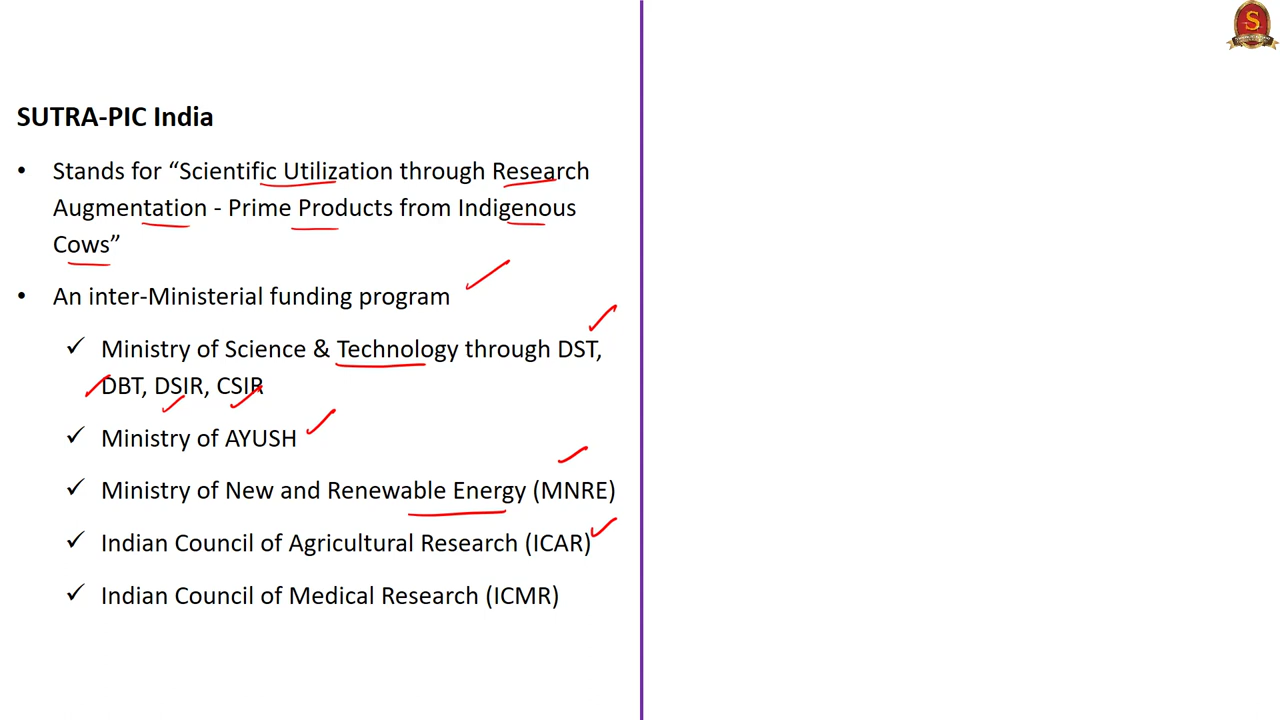 SUTRA-PIC India
• Stands for “Scientific Utilization through Research
Augmentation - Prime Products from Indigenous
Cows”
• An inter-Ministerial funding program
✓ Ministry of Science & Technology through DST,
DBT, DSIR, CSIR
✓ Ministry of AYUSH
✓ Ministry of New and Renewable Energy (MNRE)
✓ Indian Council of Agricultural Research (ICAR)
✓ Indian Council of Medical Research (ICMR)
S